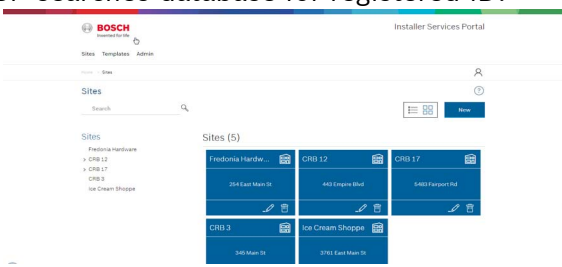 searches database for registered ID.
BOSCH
Invented for life
Installer Services Portal
Sites Templates Admin
Home Sites
Sites
Search
New
Sites
Fredonia Hardware
> CRB 12
> CRB 17
CRB 3
Ice Cream Shoppe
Sites (5)
Fredonia Hardw... CRB 12 CRB 17
254 East Main St 443 Empire Blvd 5483 Fairport Rd
CRB 3 Ice Cream Shoppe
345 Main St 3761 East Main St